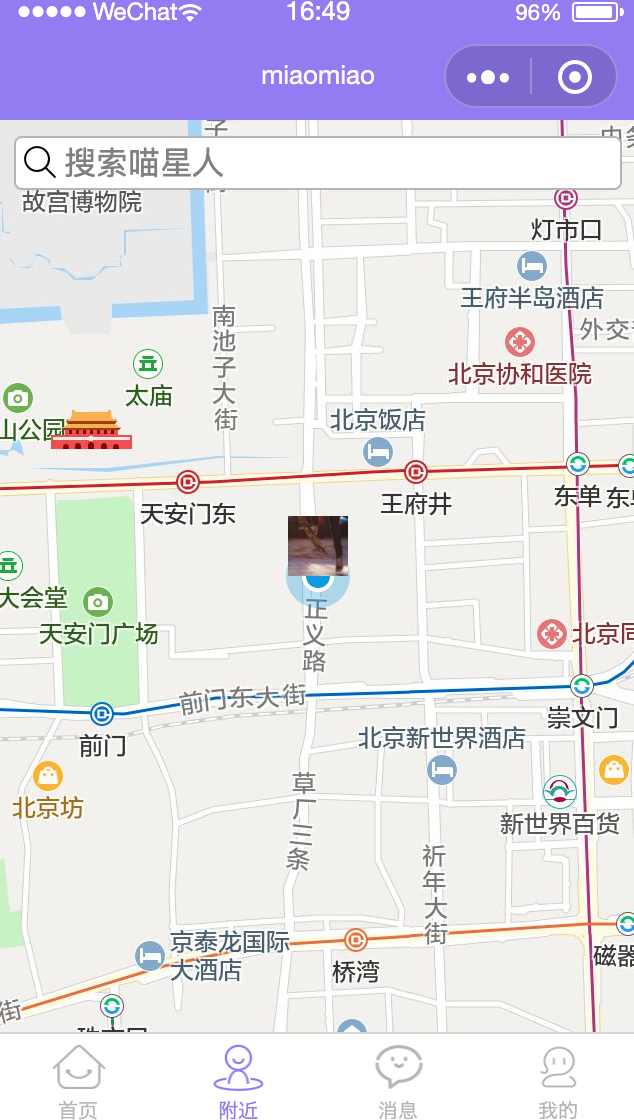 WeChat 16:49 96%
miaomiao
搜索喵星人
故宫博物院
灯市口
王府半岛酒店
南池子大街
北京协和医院
太庙
山公园
北京饭店
天安门东
王府井
东单
大会堂
天安门广场
正义路
前门东大街
崇文门
前门
北京新世界酒店
北京坊
新世界百货
草厂三条
祈年大街
京泰龙国际
大酒店
桥湾
磁器
街
首页 附近 消息 我的